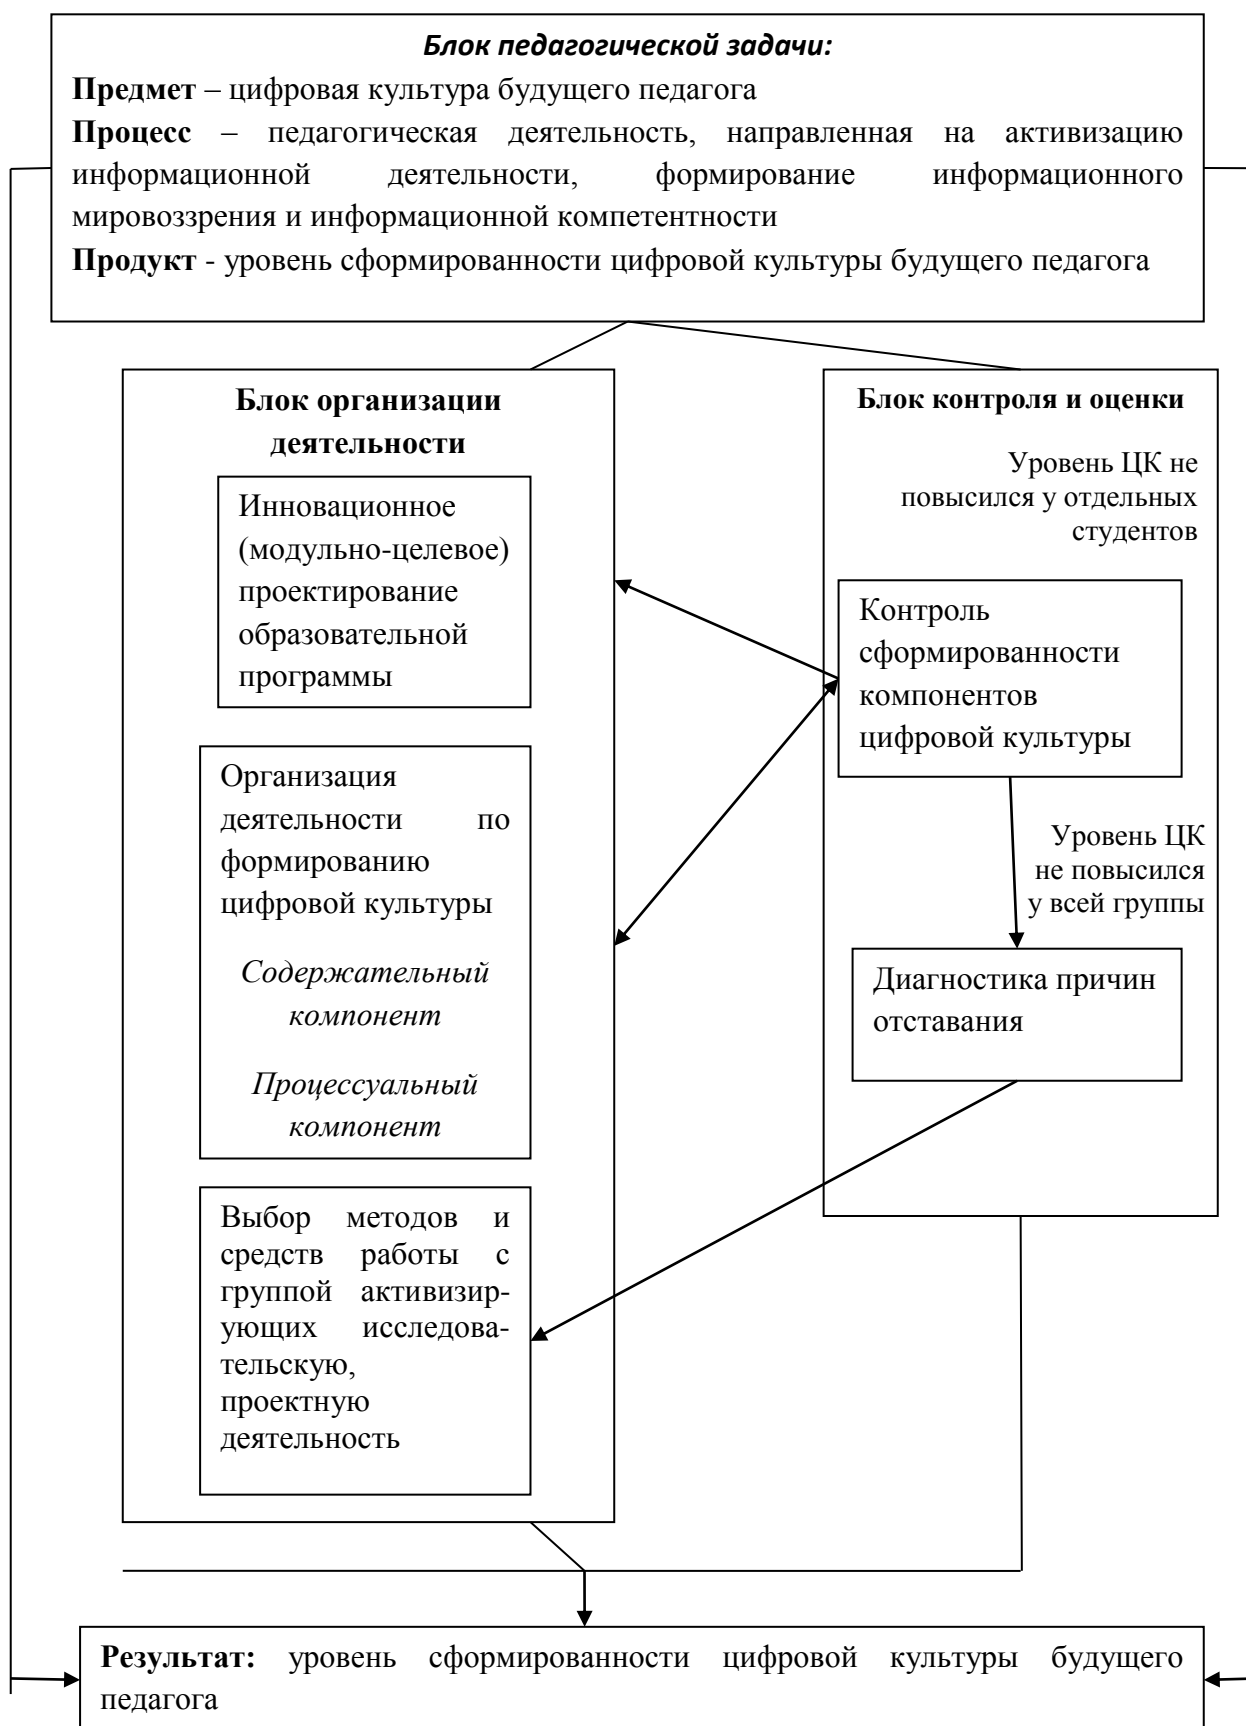 Блок педагогической задачи:
Предмет – цифровая культура будущего педагога
Процесс – педагогическая деятельность, направленная на активизацию
информационной деятельности, формирование информационного
мировоззрения и информационной компетентности
Продукт - уровень сформированности цифровой культуры будущего педагога
Блок организации
деятельности
Инновационное
(модульно-целевое)
проектирование
образовательной
программы
Организация
деятельности по
формированию
цифровой культуры
Содержательный
компонент
Процессуальный
компонент
Выбор методов и
средств работы с
группой активизир-
ующих исследова-
тельскую,
проектную
деятельность
Блок контроля и оценки
Уровень ЦК не
повысился у отдельных
студентов
Контроль
сформированности
компонентов
цифровой культуры
Уровень ЦК
не повысился
у всей группы
Диагностика причин
отставания
Результат: уровень сформированности цифровой культуры будущего
педагога